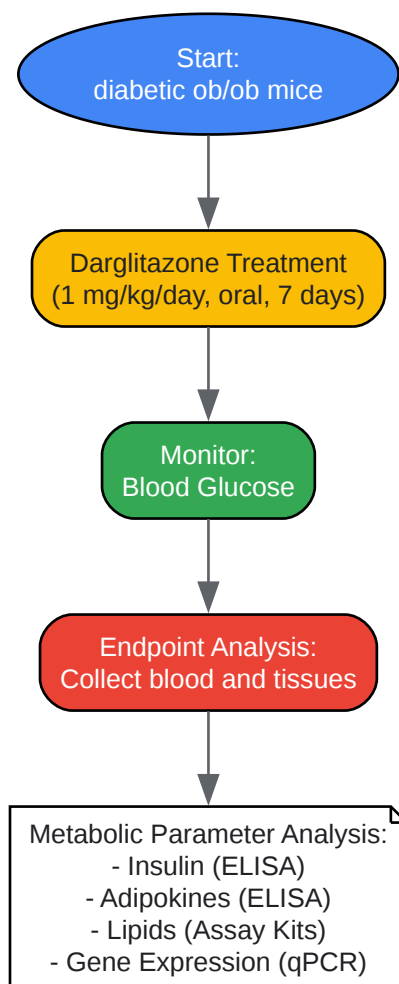 Start:
diabetic ob/ob mice
Darglitazone Treatment
(1 mg/kg/day, oral, 7 days)
Monitor:
Blood Glucose
Endpoint Analysis:
Collect blood and tissues
Metabolic Parameter Analysis:
- Insulin (ELISA)
- Adipokines (ELISA)
- Lipids (Assay Kits)
- Gene Expression (qPCR)